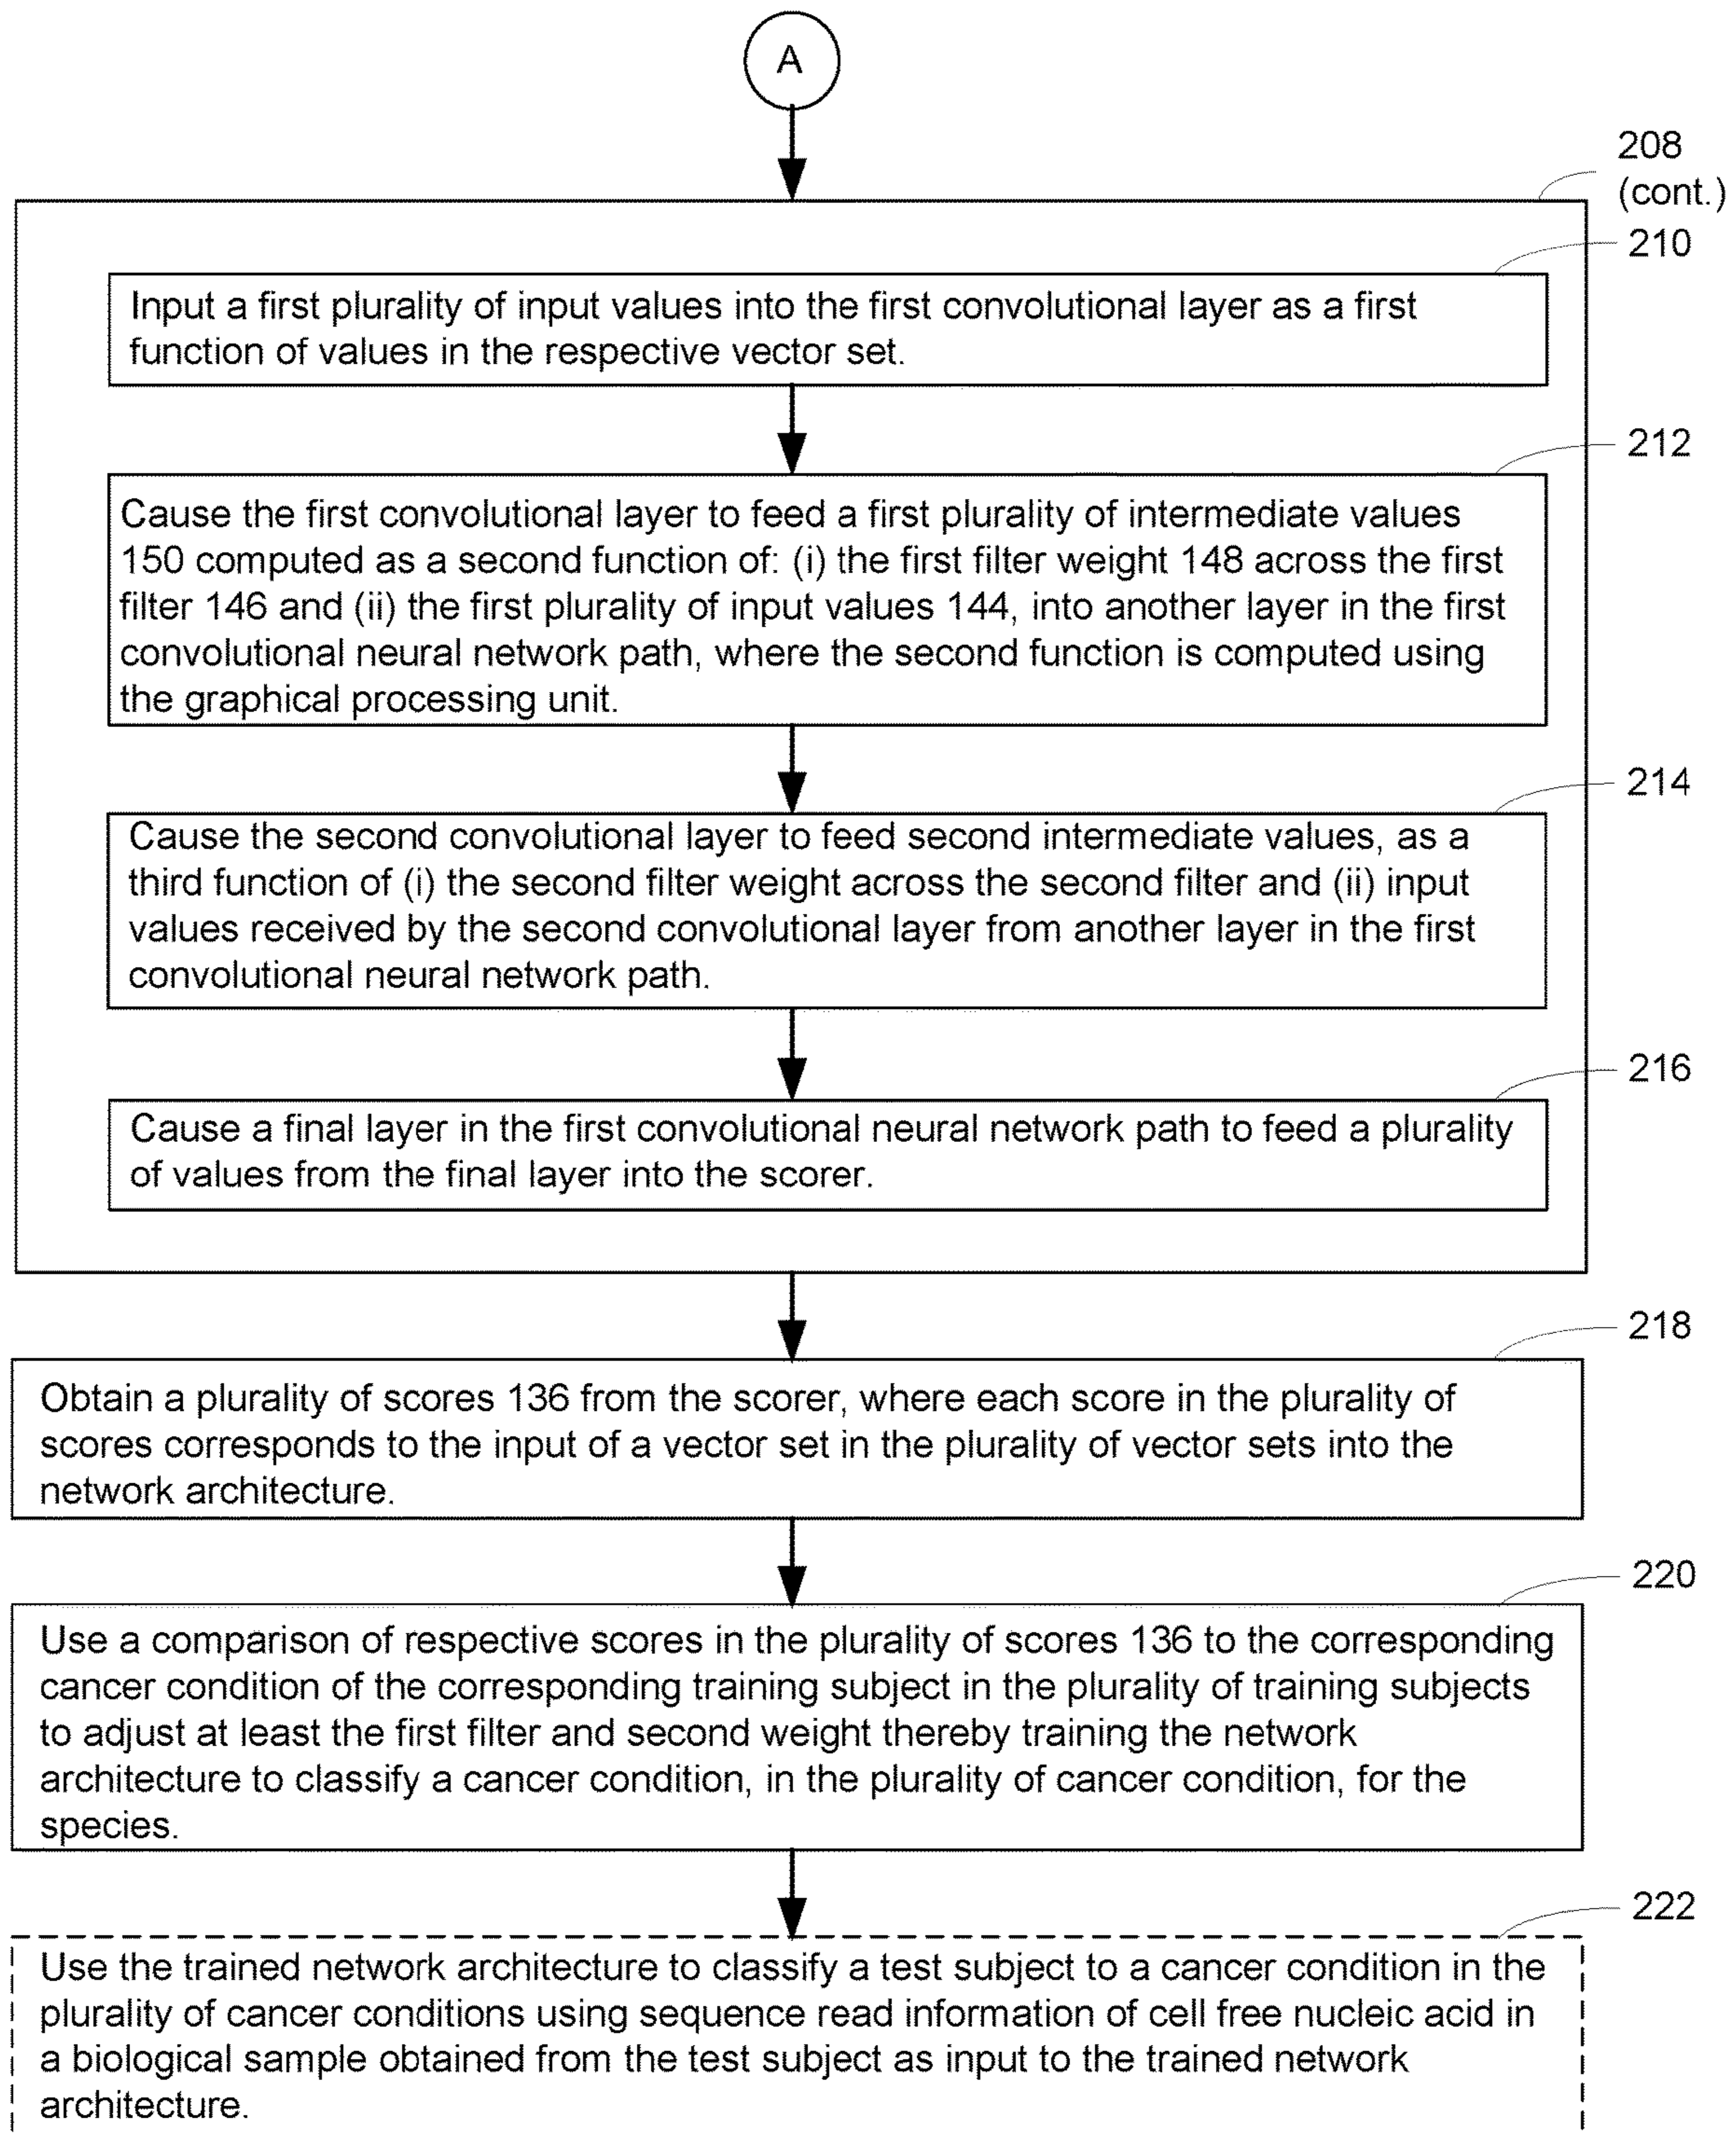 A
208
(cont.)
210
Input a first plurality of input values into the first convolutional layer as a first
function of values in the respective vector set.
212
Cause the first convolutional layer to feed a first plurality of intermediate values
150 computed as a second function of: (i) the first filter weight 148 across the first
filter 146 and (ii) the first plurality of input values 144, into another layer in the first
convolutional neural network path, where the second function is computed using
the graphical processing unit.
214
Cause the second convolutional layer to feed second intermediate values, as a
third function of (i) the second filter weight across the second filter and (ii) input
values received by the second convolutional layer from another layer in the first
convolutional neural network path.
216
Cause a final layer in the first convolutional neural network path to feed a plurality
of values from the final layer into the scorer.
218
Obtain a plurality of scores 136 from the scorer, where each score in the plurality of
scores corresponds to the input of a vector set in the plurality of vector sets into the
network architecture.
220
Use a comparison of respective scores in the plurality of scores 136 to the corresponding
cancer condition of the corresponding training subject in the plurality of training subjects
to adjust at least the first filter and second weight thereby training the network
architecture to classify a cancer condition, in the plurality of cancer condition, for the
species.
222
Use the trained network architecture to classify a test subject to a cancer condition in the
plurality of cancer conditions using sequence read information of cell free nucleic acid in
a biological sample obtained from the test subject as input to the trained network
architecture.